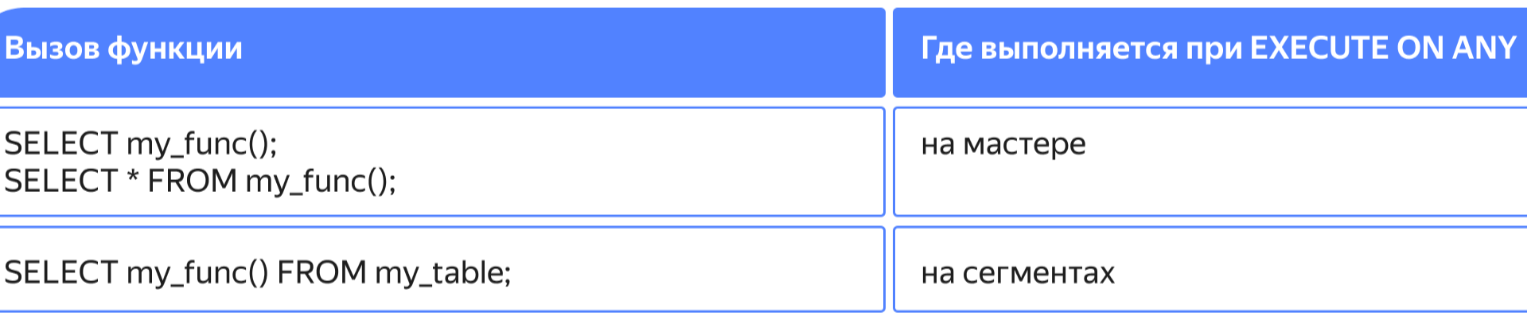 Вызов функции
Где выполняется при EXECUTE ON ANY
SELECT my_func();
SELECT * FROM my_func();
на мастере
SELECT my_func() FROM my_table;
на сегментах